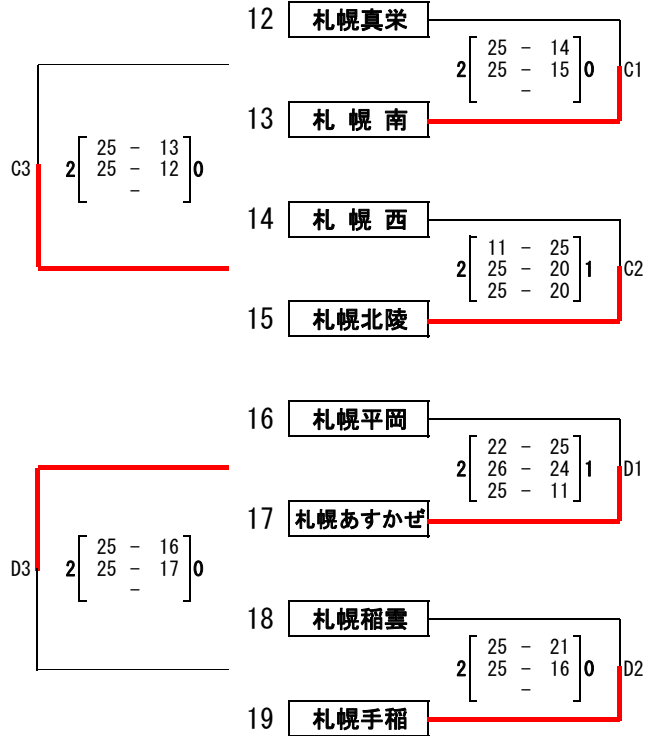 12 札幌真栄
25 - 14
2 25 - 15 0 C1
-
13 札幌南
25 - 13
C3 2 25 - 12 0
-
14 札幌西
11 - 25
2 25 - 20 1 C2
25 - 20
15 札幌北陵
16 札幌平岡
22 - 25
2 26 - 24 1 D1
25 - 11
17 札幌あすかぜ
25 - 16
D3 2 25 - 17 0
-
18 札幌稲雲
25 - 21
2 25 - 16 0 D2
-
19 札幌手稲